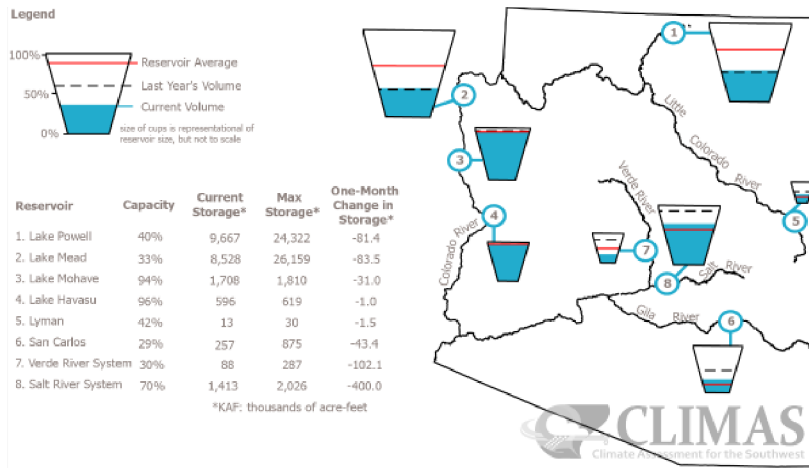 Legend
100%
Reservoir Average
Last Year's Volume
50%
Current Volume
0%
size of cups is representational of
reservoir size, but not to scale
Reservoir Capacity Current Storage* Max Storage* One-Month Change in Storage*
1. Lake Powell 40% 9,667 24,322 -81.4
2. Lake Mead 33% 8,528 26,159 -83.5
3. Lake Mohave 94% 1,708 1,810 -31.0
4. Lake Havasu 96% 596 619 -1.0
5. Lyman 42% 13 30 -1.5
6. San Carlos 29% 257 875 -43.4
7. Verde River System 30% 88 287 -102.1
8. Salt River System 70% 1,413 2,026 -400.0
*KAF: thousands of acre-feet
1
2
3
4
5
6
7
8
Little Colorado River
Verde River
Colorado River
Salt River
Gila River
CLIMAS
Climate Assessment for the Southwest